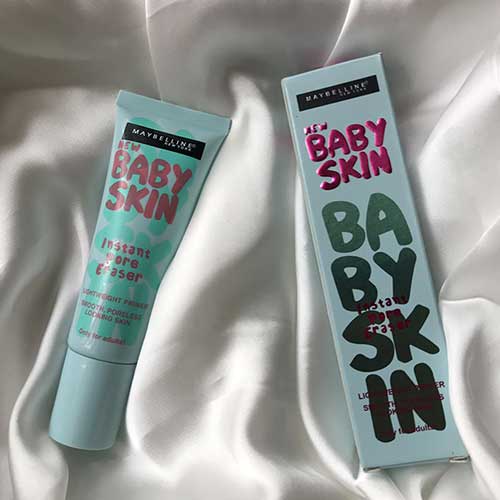 MAYBELLINE
NEW YORK
NEW
BABY
SKIN
Instant
Pore
Eraser
LIGHTWEIGHT PRIMER
SMOOTH, PORELESS
LOOKING SKIN
Only for adults!
MAYBELLINE
NEW YORK
NEW
BABY
SKIN
BA
BY
SK
IN
Instant
Pore
Eraser